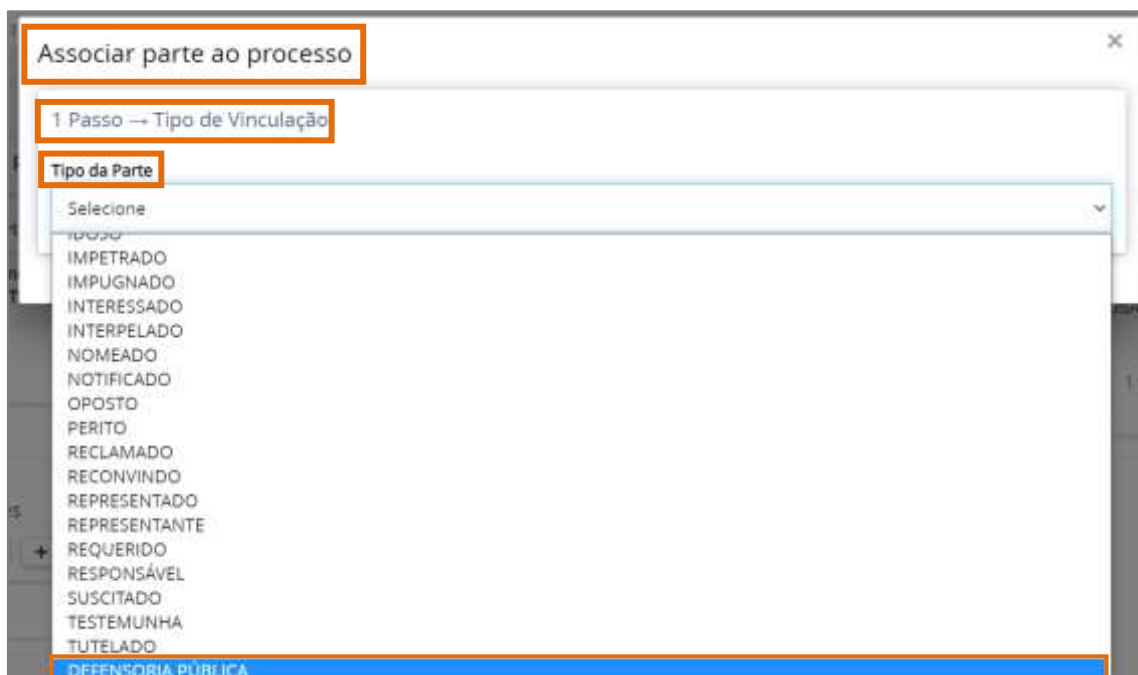 Associar parte ao processo
×
1 Passo → Tipo de Vinculação
Tipo da Parte
Selecione
IDOSO
IMPETRADO
IMPUGNADO
INTERESSADO
INTERPELADO
NOMEADO
NOTIFICADO
OPOSTO
PERITO
RECLAMADO
RECONVINDO
REPRESENTADO
REPRESENTANTE
REQUERIDO
RESPONSÁVEL
SUSCITADO
TESTEMUNHA
TUTELADO
DEFENSORIA PÚBLICA